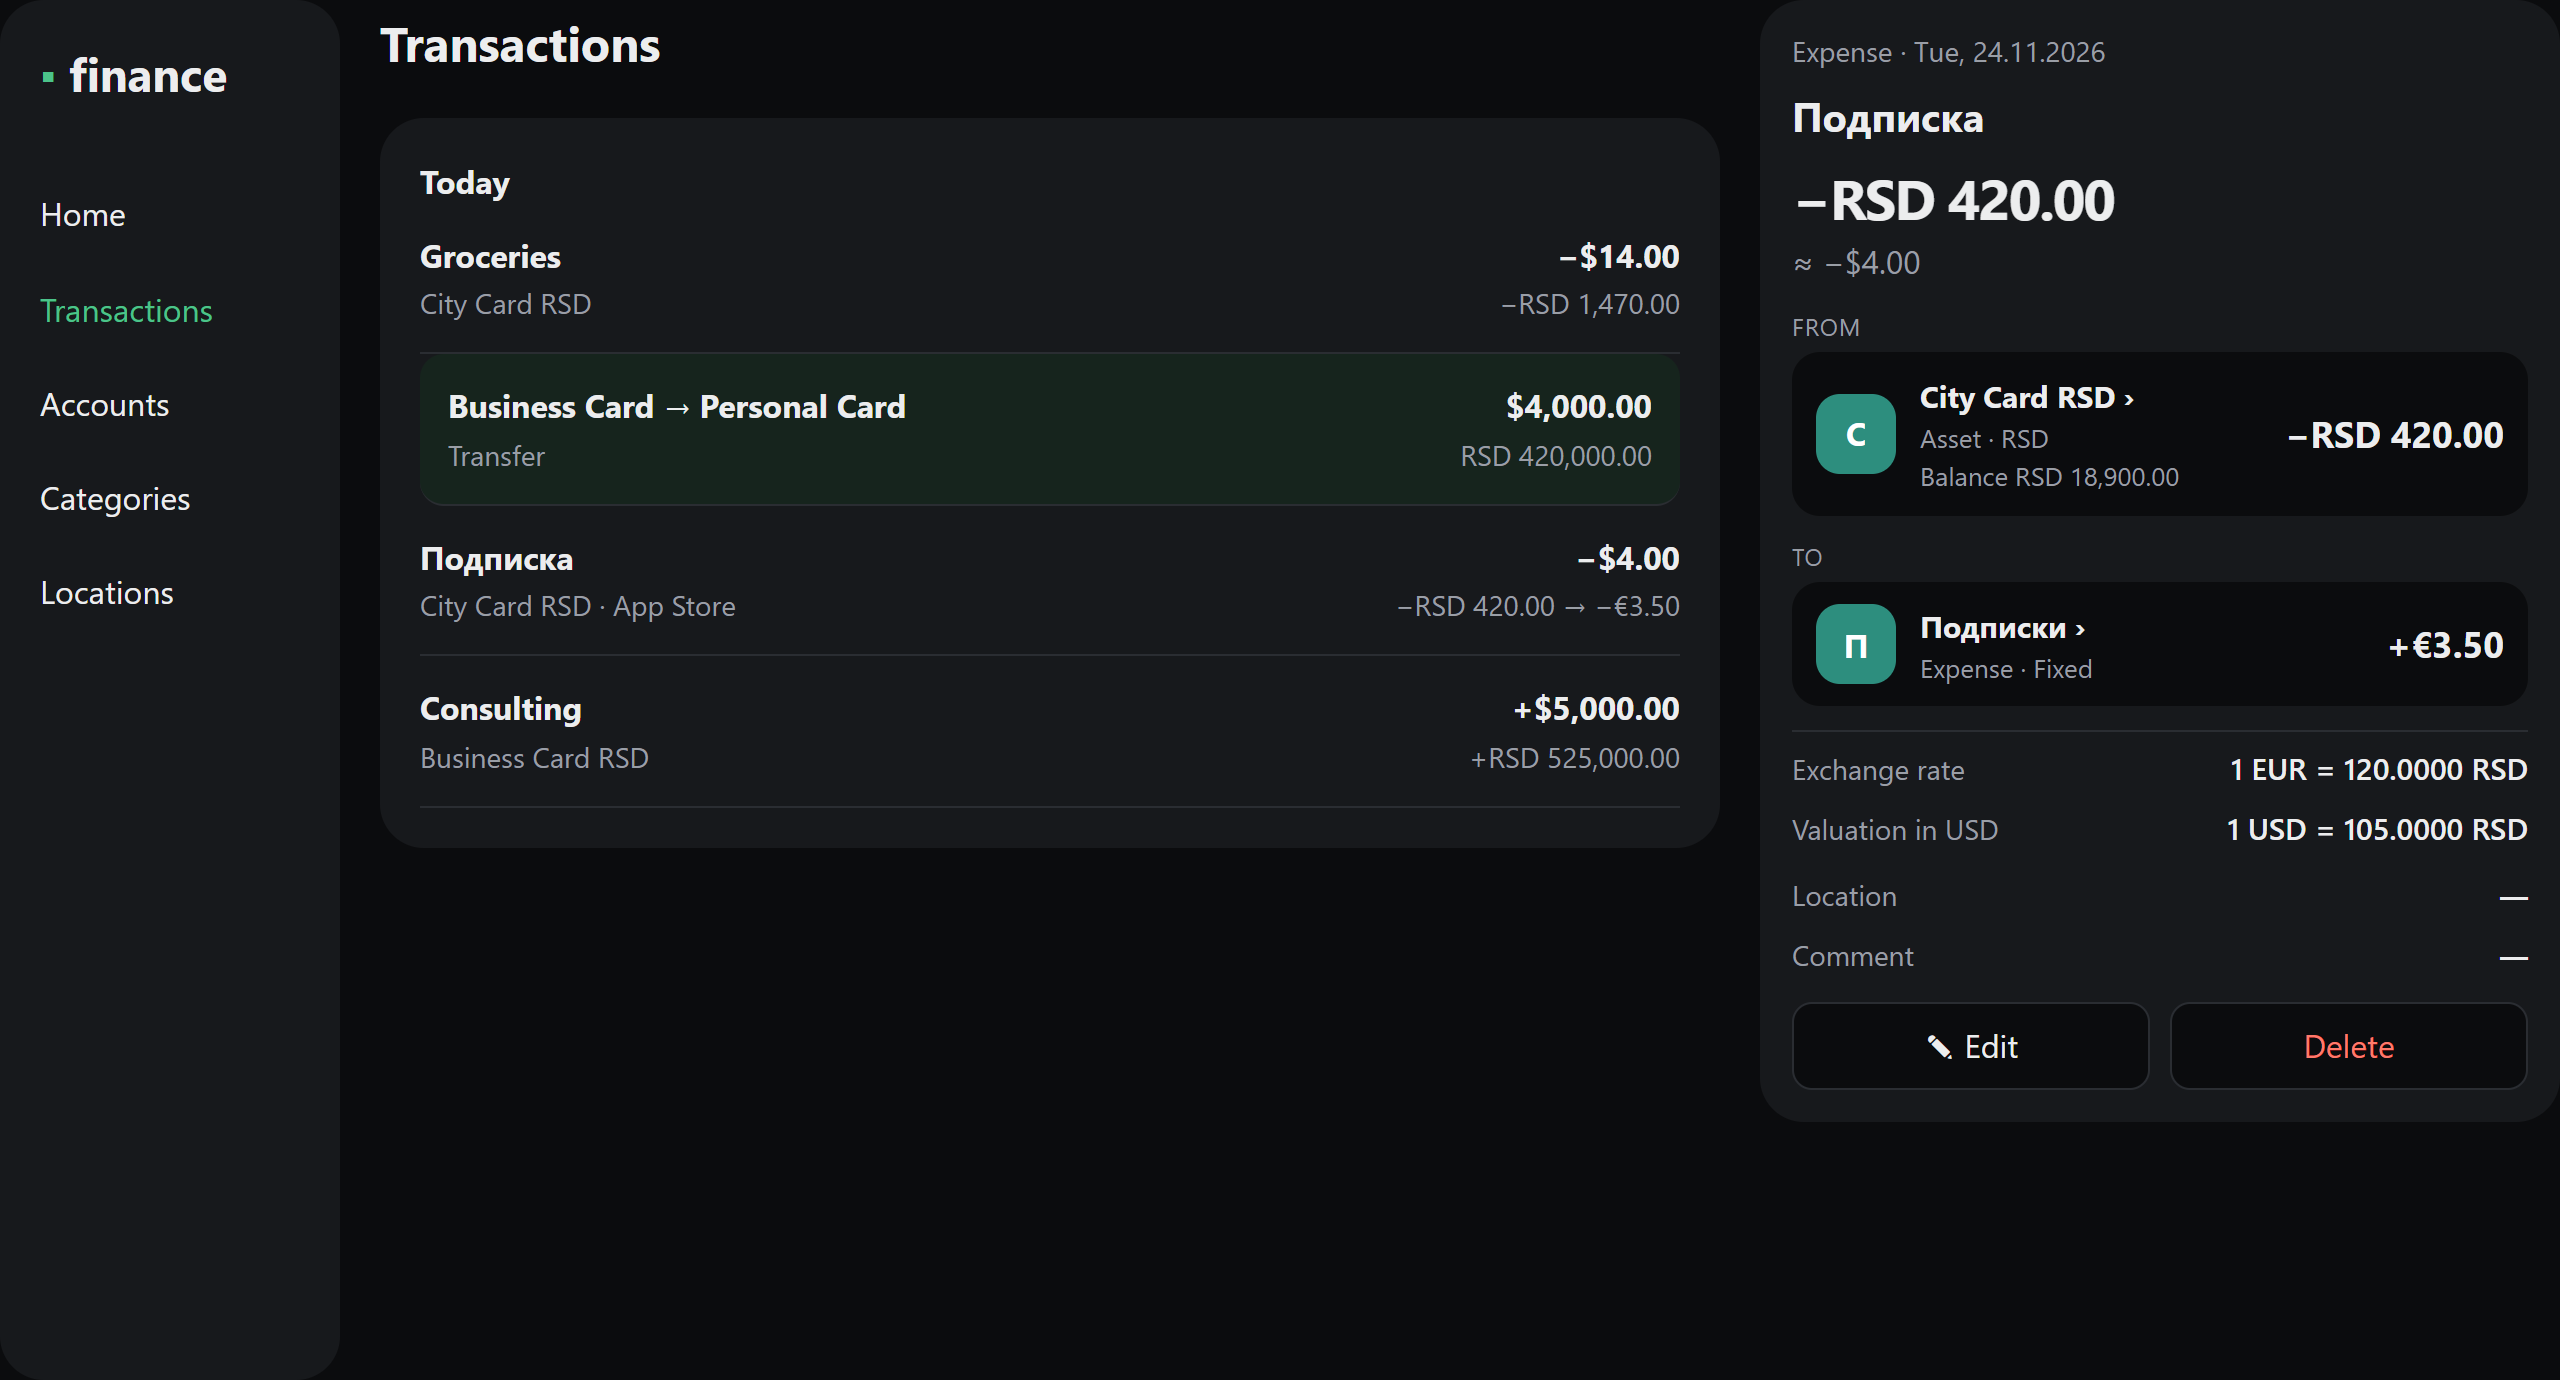 finance
Home
Transactions
Accounts
Categories
Locations
Transactions
Today
Groceries −$14.00
City Card RSD −RSD 1,470.00
Business Card → Personal Card $4,000.00
Transfer RSD 420,000.00
Подписка −$4.00
City Card RSD · App Store −RSD 420.00 → −€3.50
Consulting +$5,000.00
Business Card RSD +RSD 525,000.00
Expense · Tue, 24.11.2026
Подписка
−RSD 420.00
≈ −$4.00
FROM
C
City Card RSD ›
Asset · RSD
Balance RSD 18,900.00
−RSD 420.00
TO
П
Подписки ›
Expense · Fixed
+€3.50
Exchange rate 1 EUR = 120.0000 RSD
Valuation in USD 1 USD = 105.0000 RSD
Location —
Comment —
✎ Edit
Delete